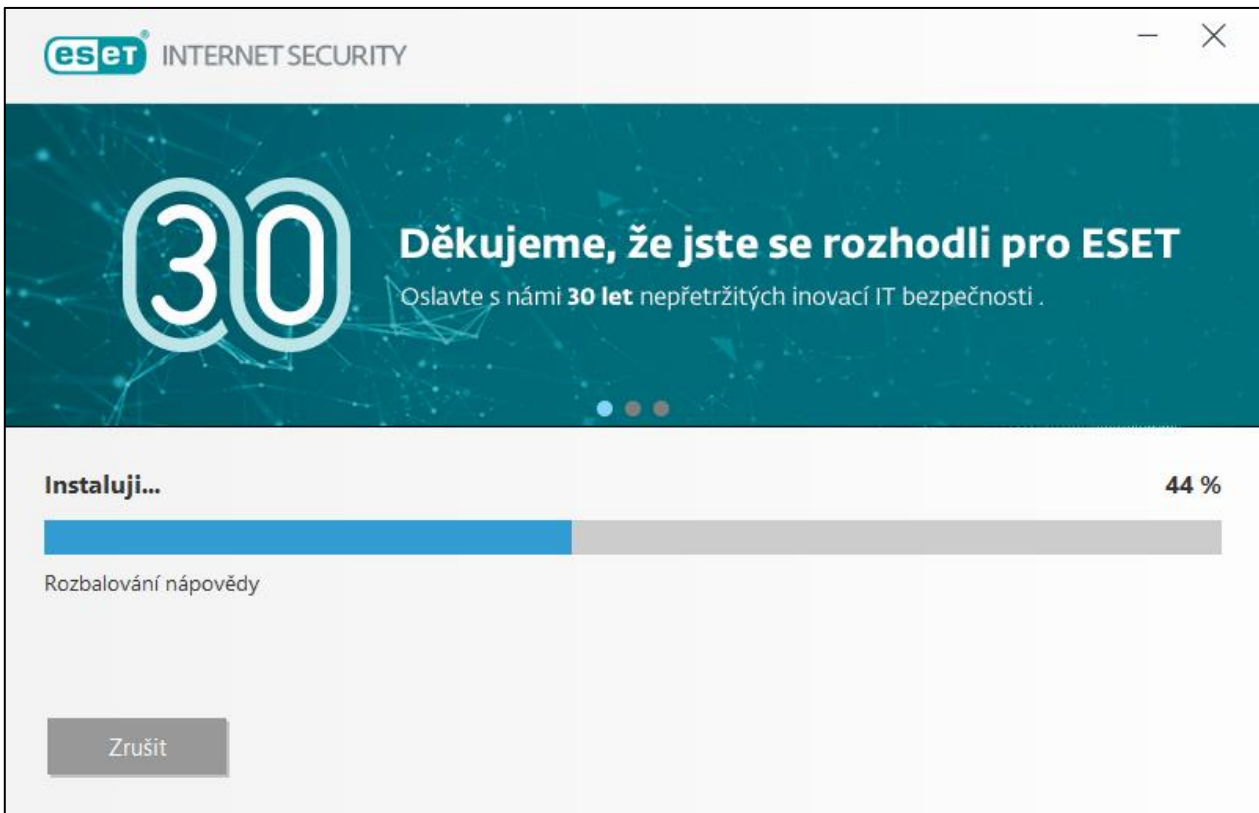 eset® INTERNET SECURITY
30
Děkujeme, že jste se rozhodli pro ESET
Oslavte s námi 30 let nepřetržitých inovací IT bezpečnosti .
Instaluji... 44 %
Rozbalování nápovědy
Zrušit